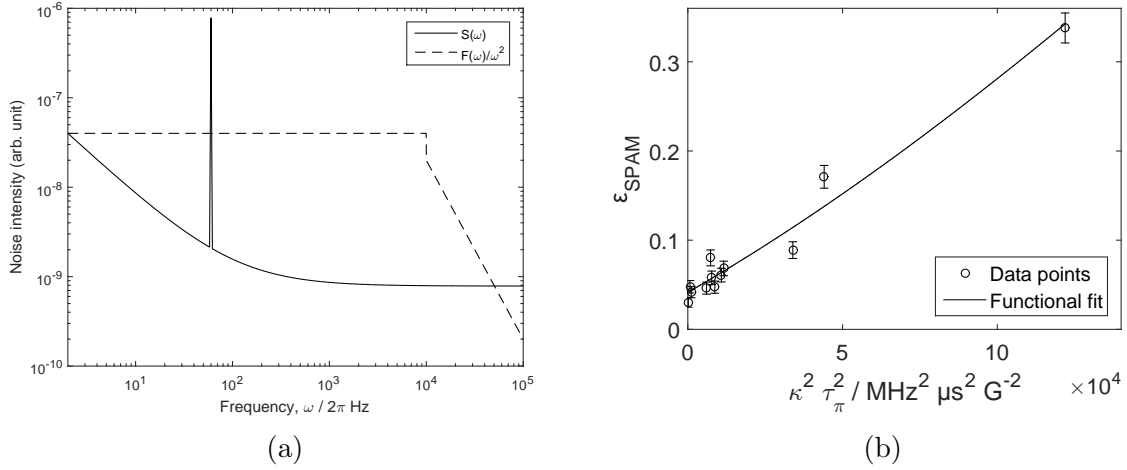 10^-6
10^-7
10^-8
10^-9
10^-10
Noise intensity (arb. unit)
S(ω)
F(ω)/ω^2
10^1
10^2
10^3
10^4
10^5
Frequency, ω / 2π Hz
(a)
0.3
0.2
0.1
0
ε_SPAM
Data points
Functional fit
0
5
10
×10^4
κ^2 τ_π^2 / MHz^2 μs^2 G^-2
(b)